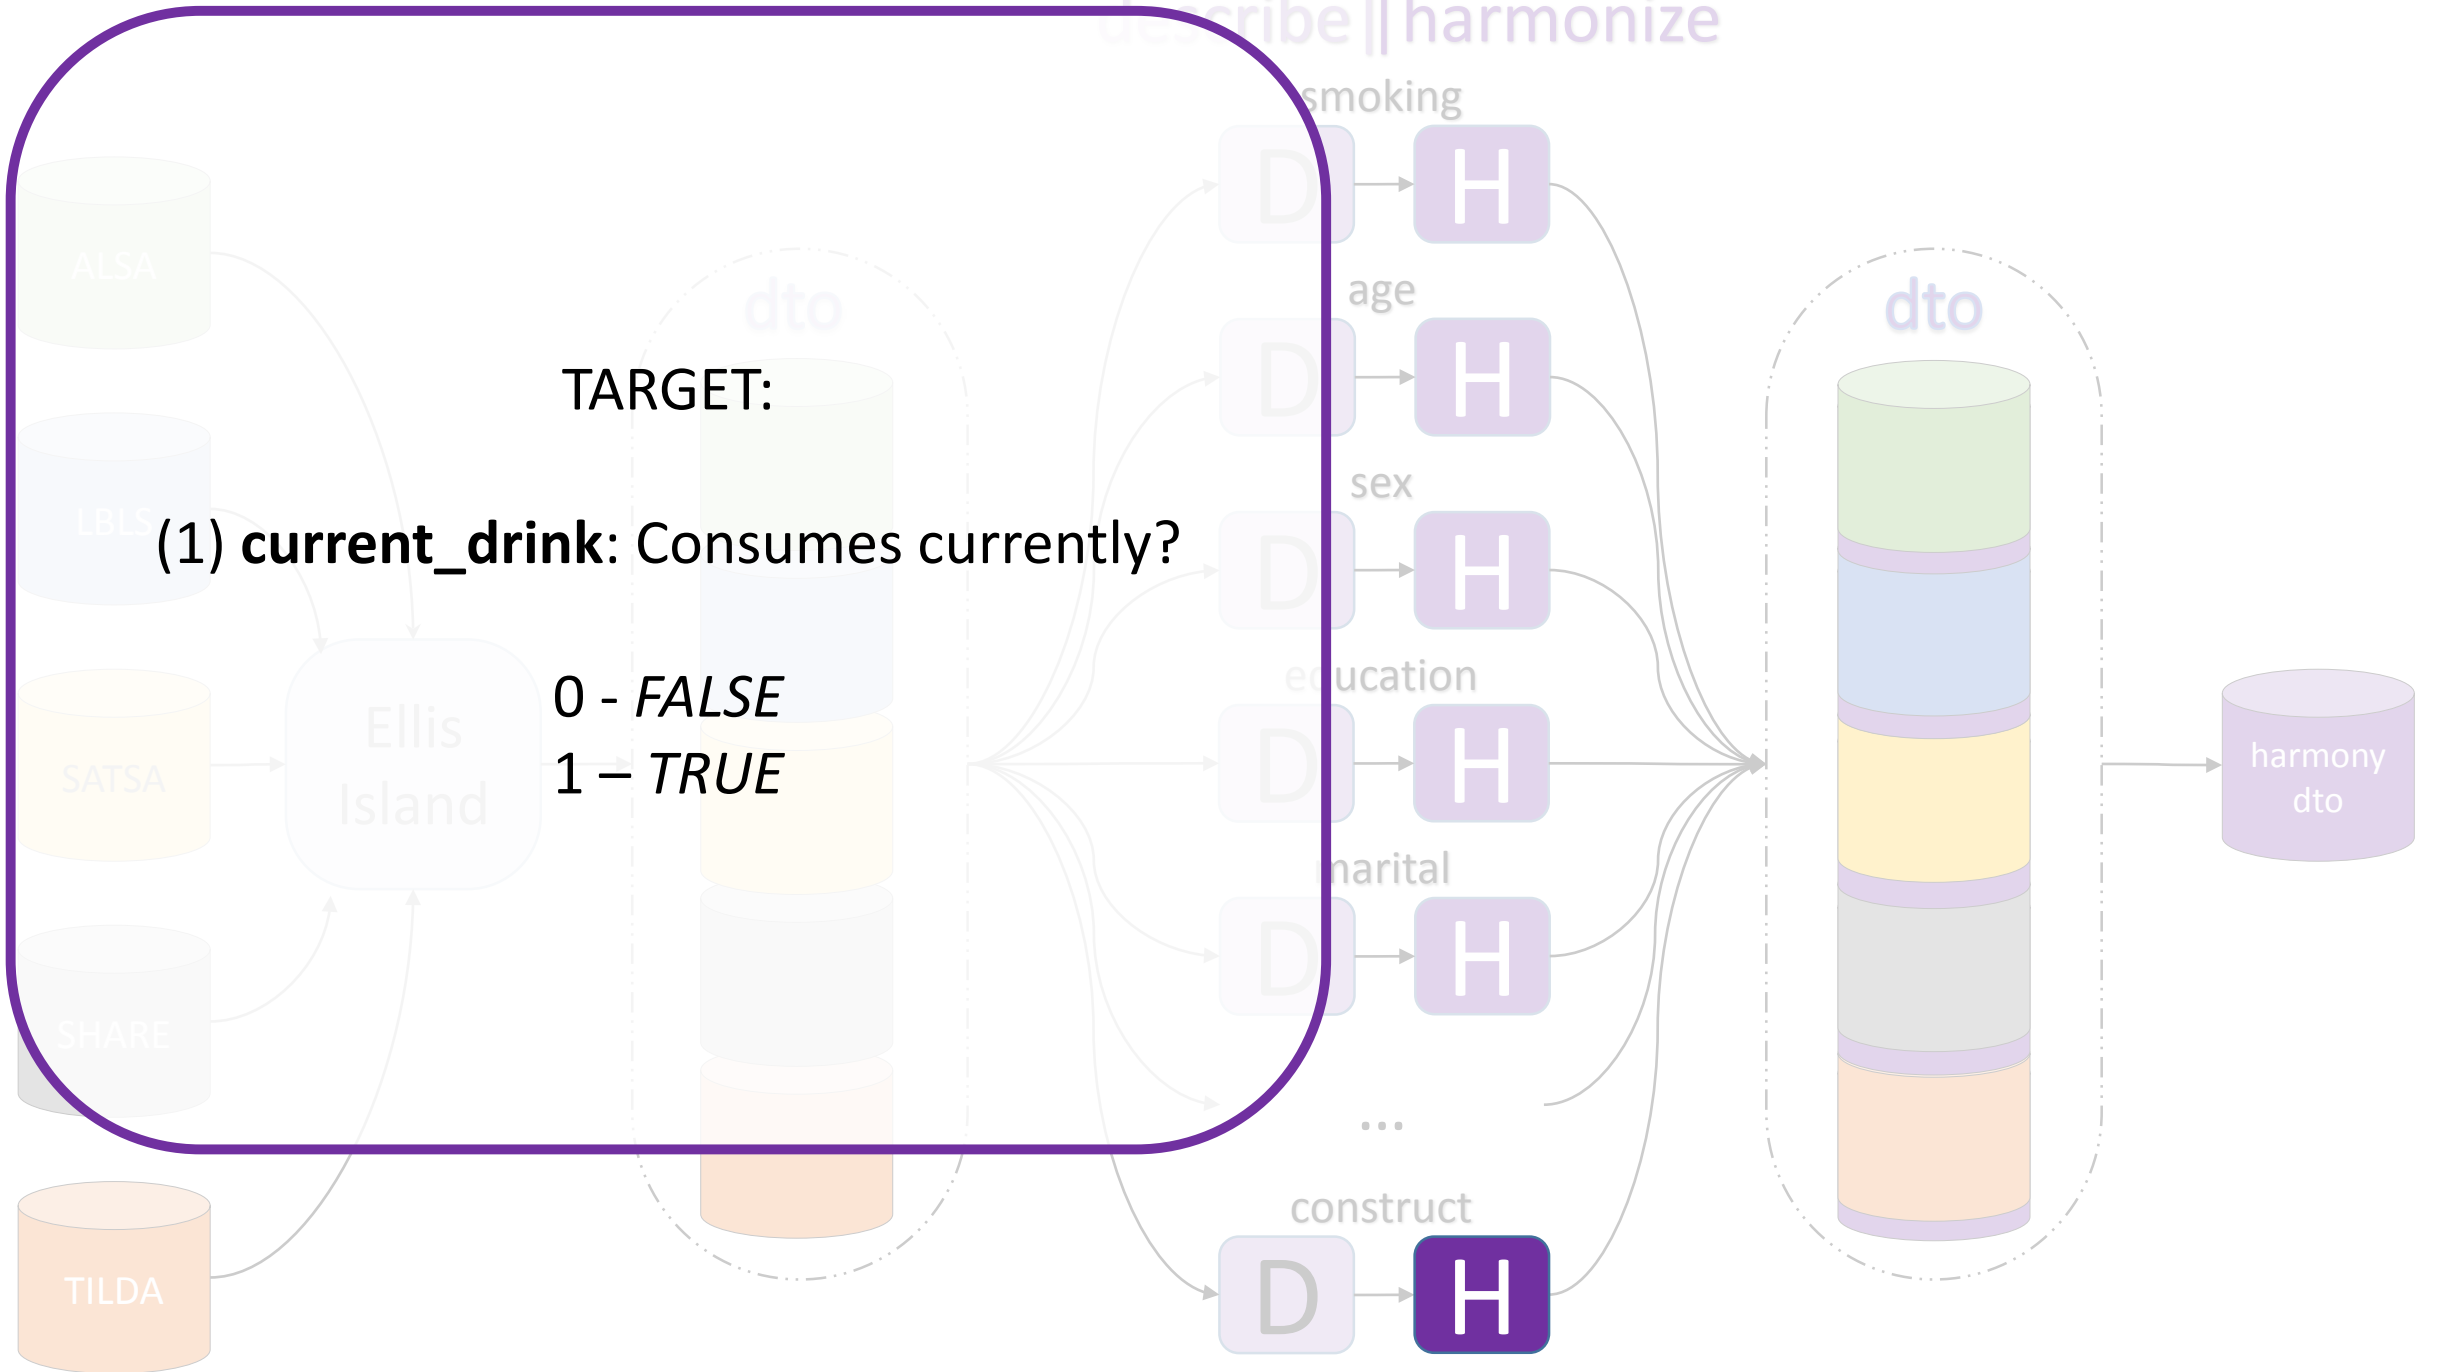 describe||harmonize
smoking
D
H
ALSA
age
dto
dto
D
H
TARGET:
sex
LBLS
(1) current_drink: Consumes currently?
D
H
education
0 - FALSE
1 – TRUE
SATSA
Ellis
Island
D
H
harmony
dto
marital
D
H
SHARE
...
construct
TILDA
D
H